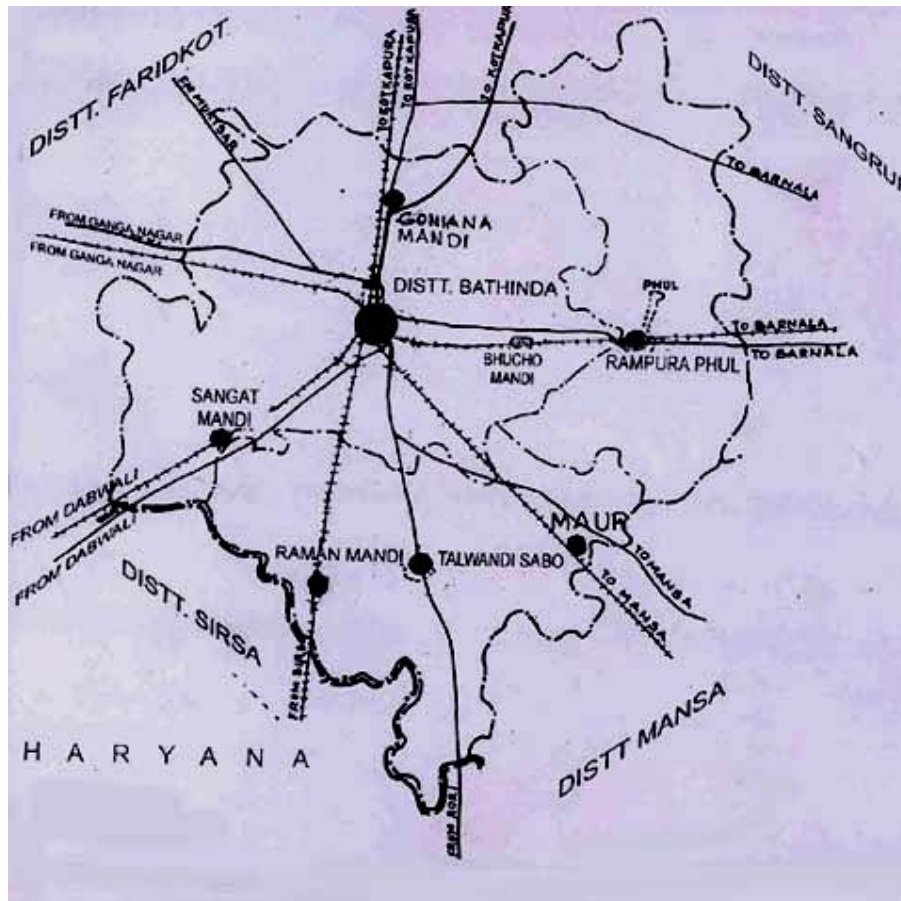 DISTT. FARIDKOT
TO KOTKAPURA
TO KOTKAPURA
TO KOTKAPURA
DISTT. SANGRUR
TO BARNALA
FROM GANGA NAGAR
FROM GANGA NAGAR
GONIANA
MANDI
DISTT. BATHINDA
PHUL
TO BARNALA
TO BARNALA
BHUCHO
MANDI
RAMPURA PHUL
SANGAT
MANDI
FROM DABWALI
FROM DABWALI
MAUR
RAMAN MANDI
TALWANDI SABO
TO MANSA
TO MANSA
DISTT. SIRSA
FROM RORI
DISTT MANSA
HARYANA